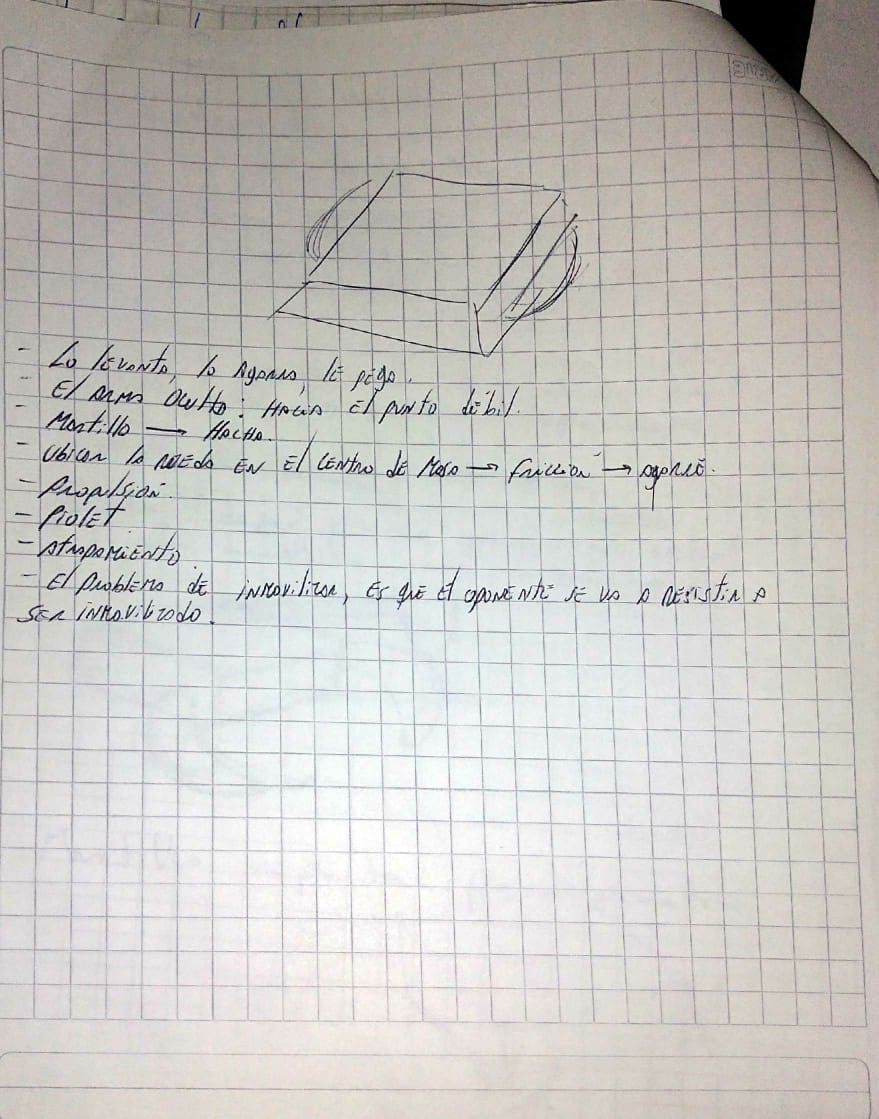 - Lo levanto, lo agarro, le pego.
- El arma oculta: Hacia el punto débil.
- Martillo → Hacha.
- Ubicar la rueda en el centro de masa → fricción → agarre.
- Propulsión.
- Piolet
- Atrapamiento
- El problema de inmovilizar, es que el oponente se va a resistir a
ser inmovilizado.